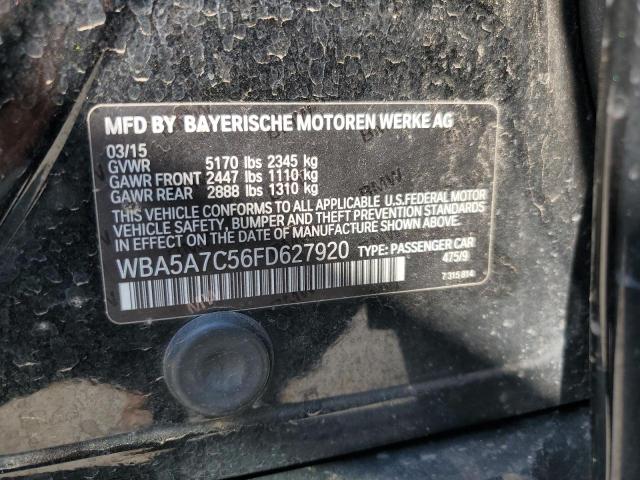 MFD BY BAYERISCHE MOTOREN WERKE AG
03/15
GVWR 5170 lbs 2345 kg
GAWR FRONT 2447 lbs 1110 kg
GAWR REAR 2888 lbs 1310 kg
THIS VEHICLE CONFORMS TO ALL APPLICABLE U.S.FEDERAL MOTOR
VEHICLE SAFETY, BUMPER AND THEFT PREVENTION STANDARDS
IN EFFECT ON THE DATE OF MANUFACTURE SHOWN ABOVE.
WBA5A7C56FD627920 TYPE: PASSENGER CAR
475/9
7 315 814
BMW